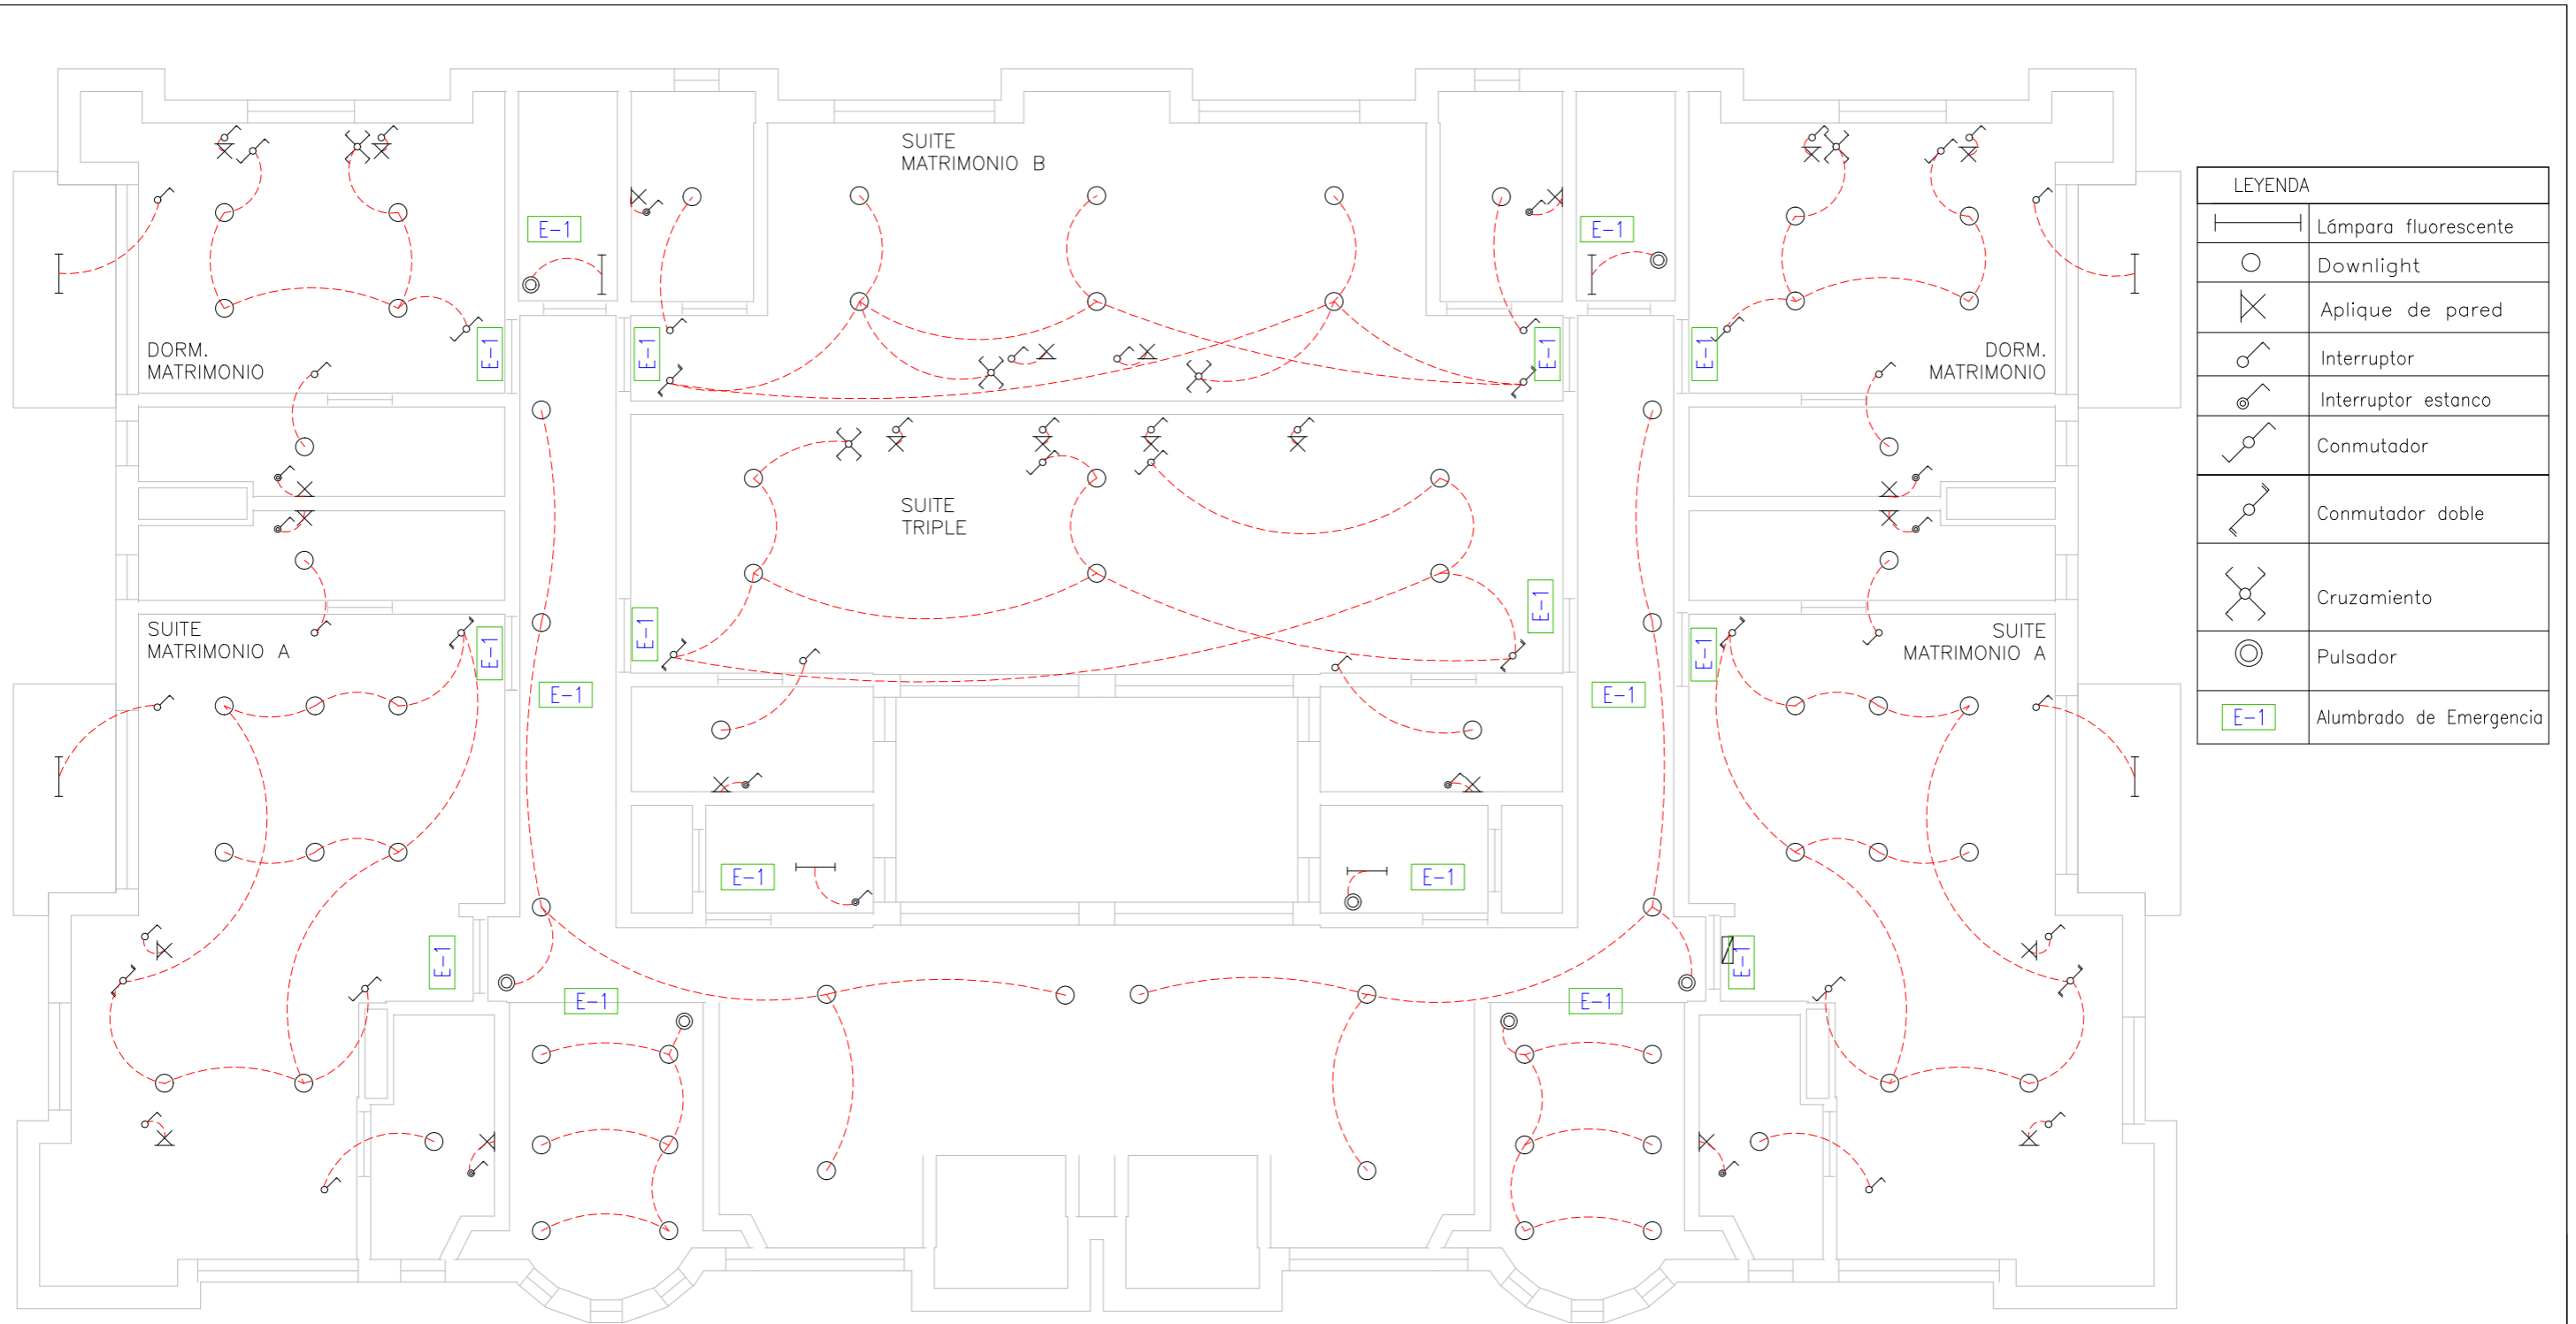 SUITE
MATRIMONIO B
E-1
E-1
LEYENDA
Lámpara fluorescente
Downlight
Aplique de pared
Interruptor
Interruptor estanco
Conmutador
Conmutador doble
Cruzamiento
Pulsador
E-1
Alumbrado de Emergencia
E-1
E-1
E-1
E-1
DORM.
MATRIMONIO
DORM.
MATRIMONIO
SUITE
TRIPLE
E-1
E-1
SUITE
MATRIMONIO A
E-1
E-1
SUITE
MATRIMONIO A
E-1
E-1
E-1
E-1
E-1
E-1
E-1
E-1